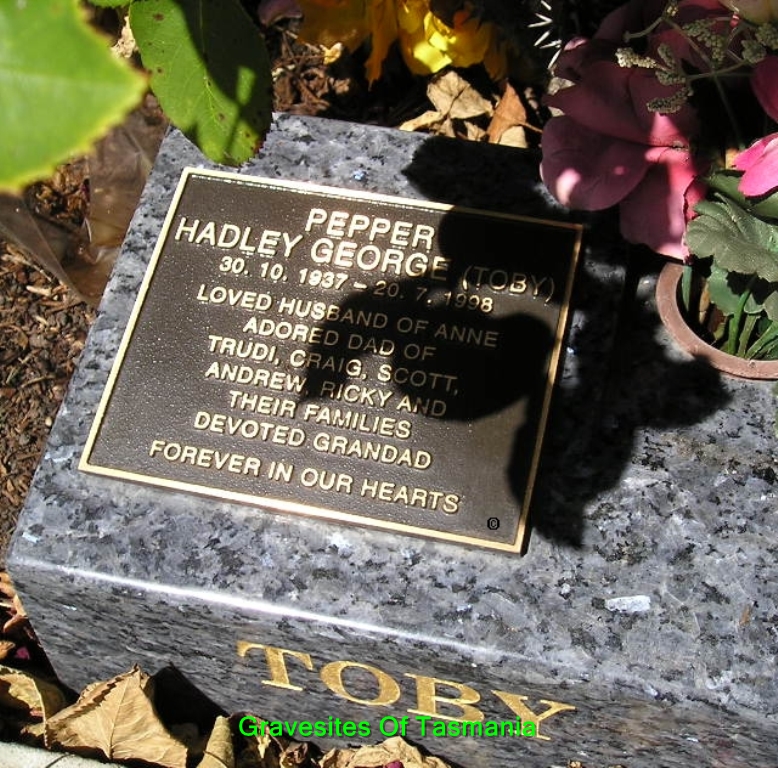 PEPPER
HADLEY GEORGE (TOBY)
30. 10. 1937 – 20. 7. 1998
LOVED HUSBAND OF ANNE
ADORED DAD OF
TRUDI, CRAIG, SCOTT,
ANDREW, RICKY AND
THEIR FAMILIES
DEVOTED GRANDAD
FOREVER IN OUR HEARTS
©
TOBY
Gravesites Of Tasmania